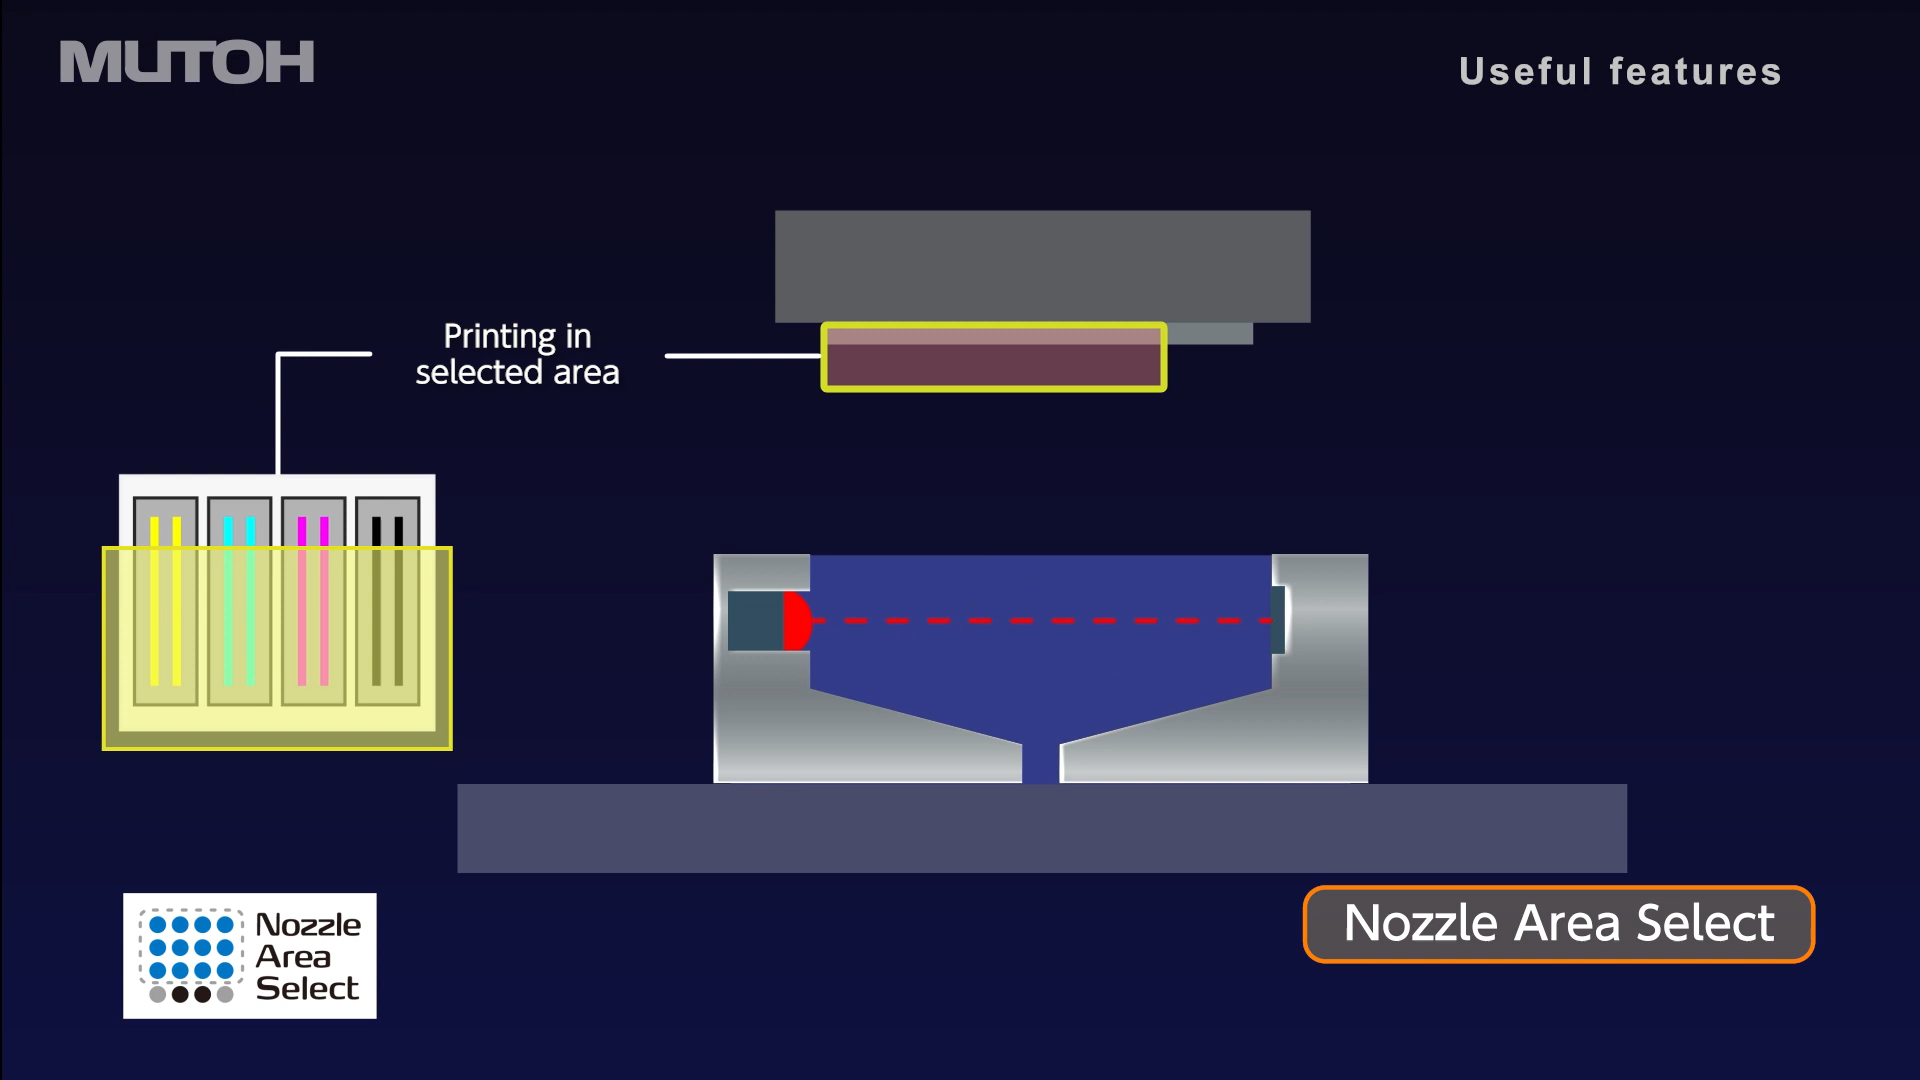 MUTOH
Useful features
Printing in
selected area
Nozzle
Area
Select
Nozzle Area Select